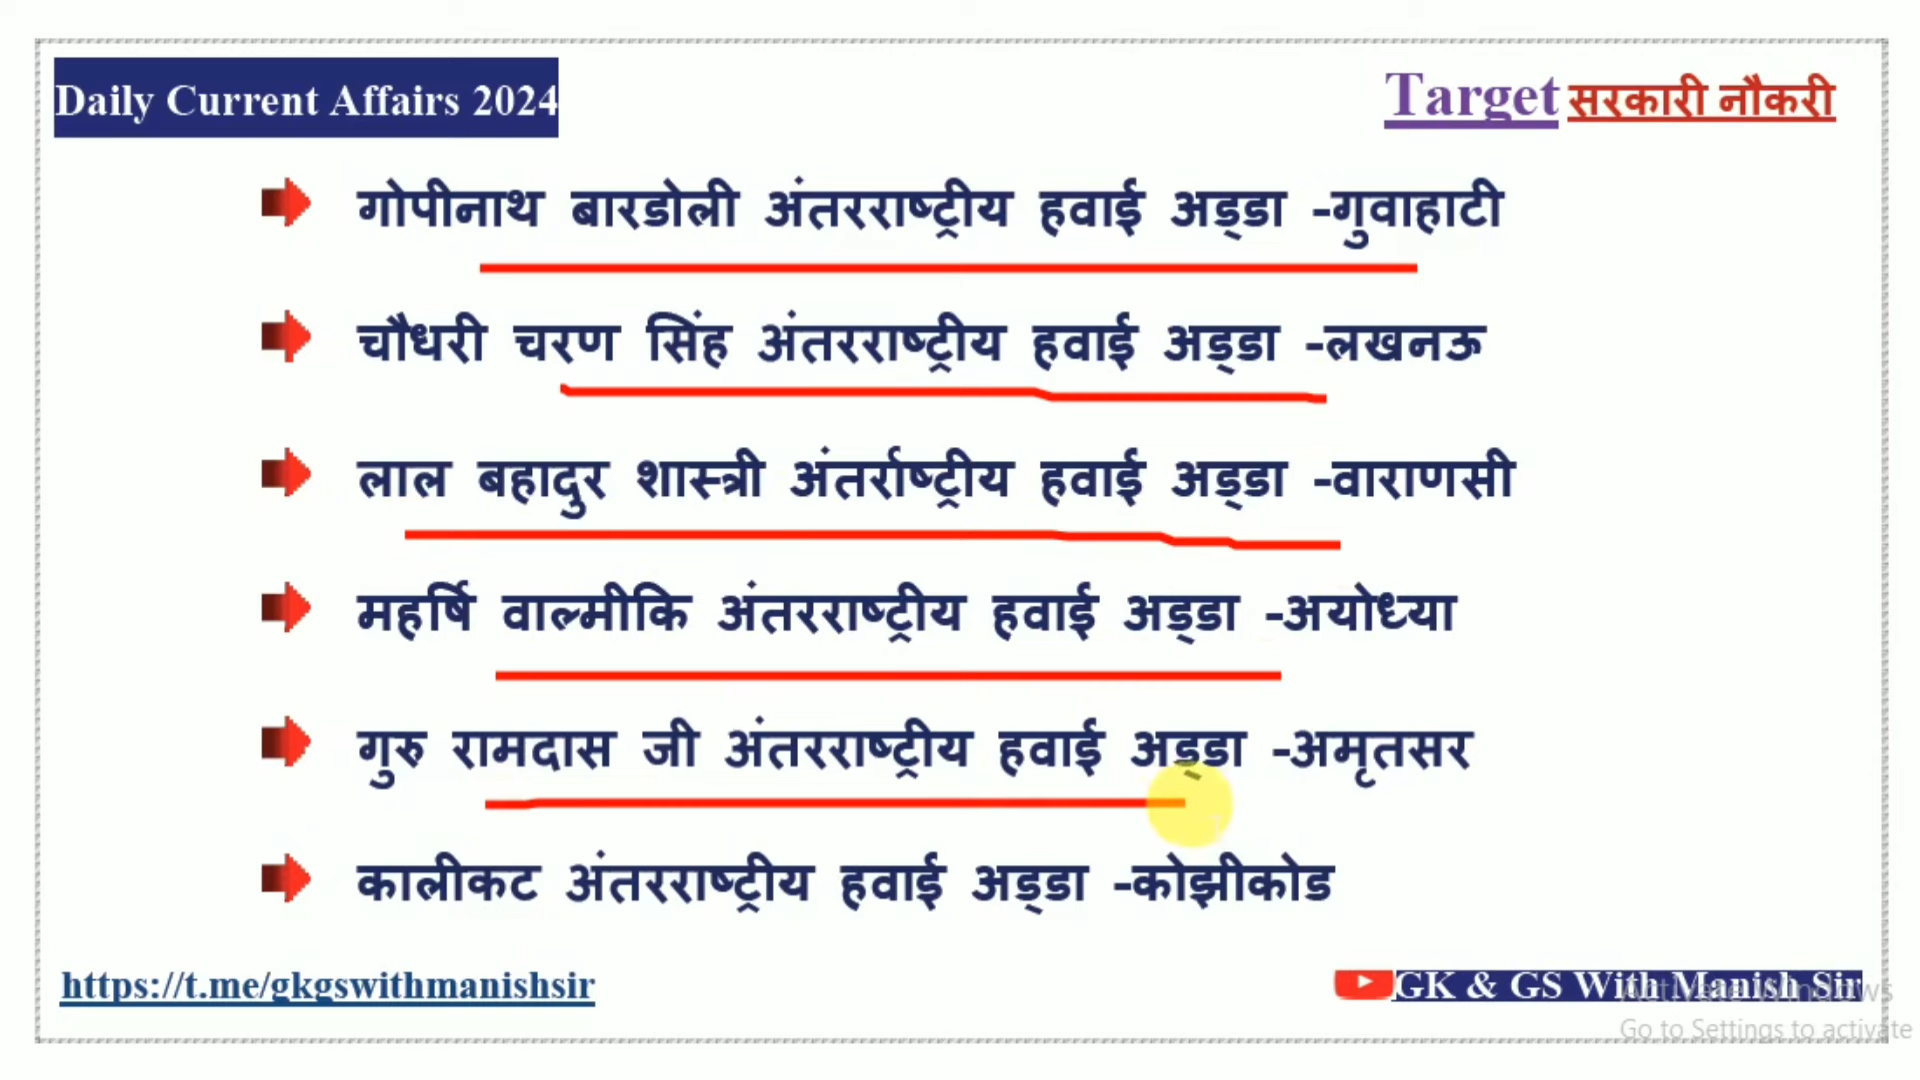 Daily Current Affairs 2024
Target सरकारी नौकरी
गोपीनाथ बारडोली अंतरराष्ट्रीय हवाई अड्डा -गुवाहाटी
चौधरी चरण सिंह अंतरराष्ट्रीय हवाई अड्डा -लखनऊ
लाल बहादुर शास्त्री अंतर्राष्ट्रीय हवाई अड्डा -वाराणसी
महर्षि वाल्मीकि अंतरराष्ट्रीय हवाई अड्डा -अयोध्या
गुरु रामदास जी अंतरराष्ट्रीय हवाई अड्डा -अमृतसर
कालीकट अंतरराष्ट्रीय हवाई अड्डा -कोझीकोड
https://t.me/gkgswithmanishsir
GK & GS With Manish Sir
Activate Windows
Go to Settings to activate